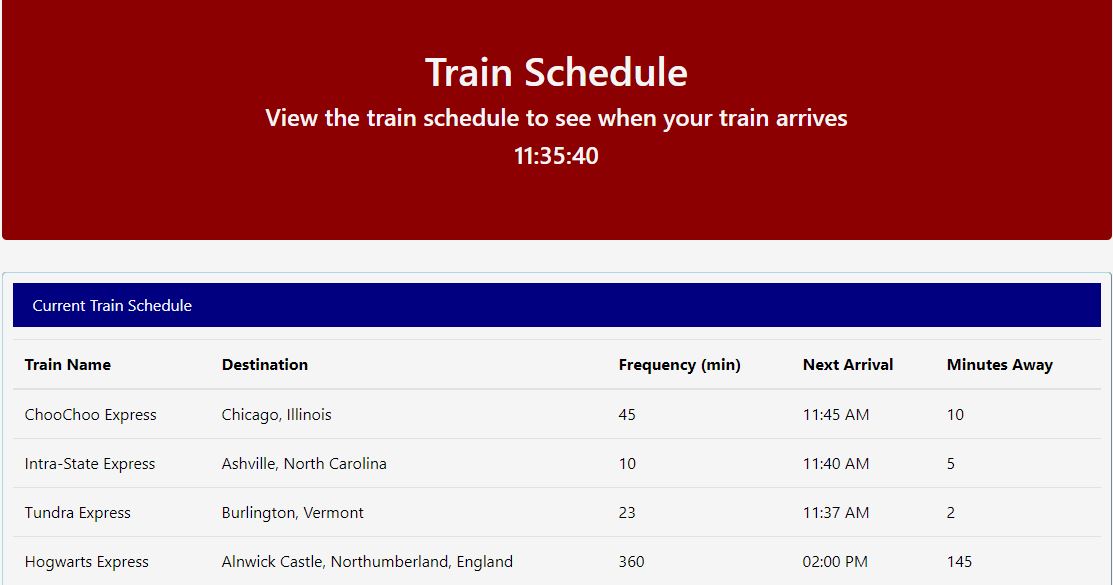 Train Schedule
View the train schedule to see when your train arrives
11:35:40
Current Train Schedule
Train Name Destination Frequency (min) Next Arrival Minutes Away
ChooChoo Express Chicago, Illinois 45 11:45 AM 10
Intra-State Express Ashville, North Carolina 10 11:40 AM 5
Tundra Express Burlington, Vermont 23 11:37 AM 2
Hogwarts Express Alnwick Castle, Northumberland, England 360 02:00 PM 145